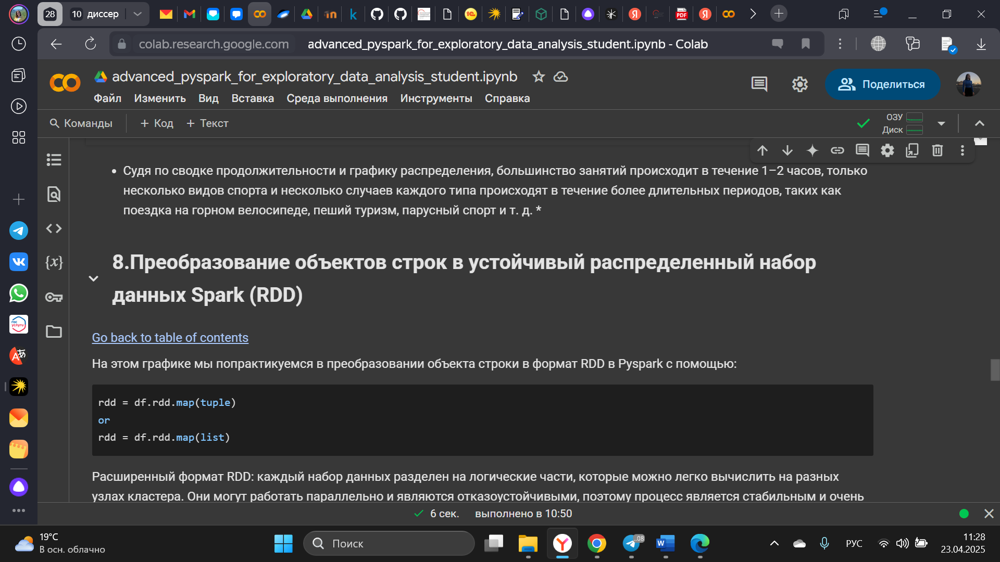 28
10 диссер
colab.research.google.com
advanced_pyspark_for_exploratory_data_analysis_student.ipynb - Colab
advanced_pyspark_for_exploratory_data_analysis_student.ipynb
Поделиться
Файл Изменить Вид Вставка Среда выполнения Инструменты Справка
Команды
+ Код + Текст
ОЗУ
Диск
• Судя по сводке продолжительности и графику распределения, большинство занятий происходит в течение 1–2 часов, только
несколько видов спорта и несколько случаев каждого типа происходят в течение более длительных периодов, таких как
поездка на горном велосипеде, пеший туризм, парусный спорт и т. д. *
8.Преобразование объектов строк в устойчивый распределенный набор
данных Spark (RDD)
Go back to table of contents
На этом графике мы попрактикуемся в преобразовании объекта строки в формат RDD в Pyspark с помощью:
rdd = df.rdd.map(tuple)
or
rdd = df.rdd.map(list)
Расширенный формат RDD: каждый набор данных разделен на логические части, которые можно легко вычислить на разных
узлах кластера. Они могут работать параллельно и являются отказоустойчивыми, поэтому процесс является стабильным и очень
6 сек. выполнено в 10:50
19°C
В осн. облачно
Поиск
РУС
11:28
23.04.2025